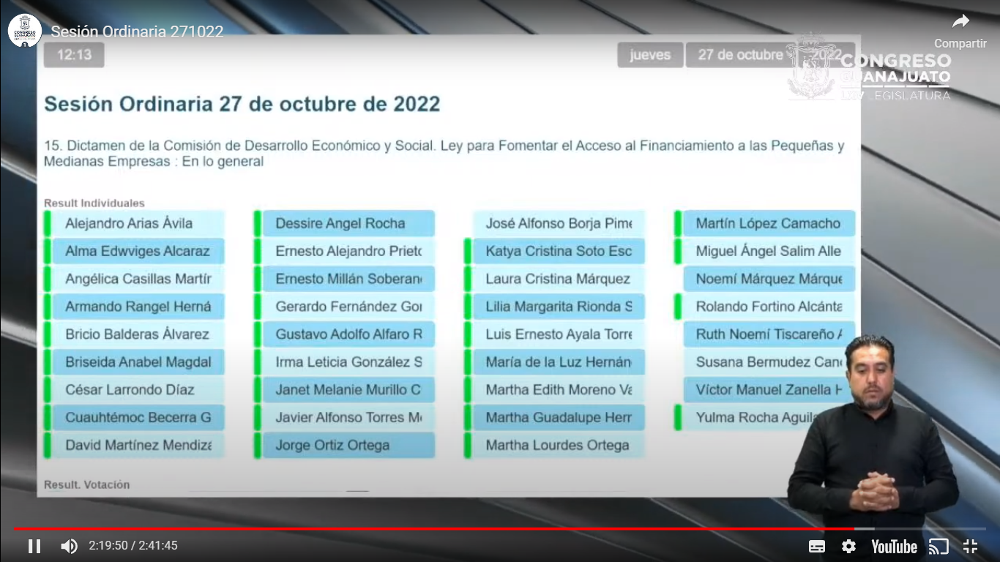 Sesión Ordinaria 271022
Compartir
12:13
jueves
27 de octubre
2022
CONGRESO
GUANAJUATO
LXV LEGISLATURA
Sesión Ordinaria 27 de octubre de 2022
15. Dictamen de la Comisión de Desarrollo Económico y Social. Ley para Fomentar el Acceso al Financiamiento a las Pequeñas y
Medianas Empresas : En lo general
Result Individuales
Alejandro Arias Ávila
Alma Edwviges Alcaraz
Angélica Casillas Martír
Armando Rangel Herná
Bricio Balderas Álvarez
Briseida Anabel Magdal
César Larrondo Díaz
Cuauhtémoc Becerra G
David Martínez Mendizá
Dessire Angel Rocha
Ernesto Alejandro Prieto
Ernesto Millán Soberan
Gerardo Fernández Gor
Gustavo Adolfo Alfaro R
Irma Leticia González S
Janet Melanie Murillo C
Javier Alfonso Torres M
Jorge Ortiz Ortega
José Alfonso Borja Pime
Katya Cristina Soto Esc
Laura Cristina Márquez
Lilia Margarita Rionda S
Luis Ernesto Ayala Torre
María de la Luz Hernán
Martha Edith Moreno Va
Martha Guadalupe Herr
Martha Lourdes Ortega
Martín López Camacho
Miguel Ángel Salim Alle
Noemí Márquez Márque
Rolando Fortino Alcánta
Ruth Noemí Tiscareño A
Susana Bermudez Can
Víctor Manuel Zanella H
Yulma Rocha Aguila
Result. Votación
2:19:50 / 2:41:45
YouTube